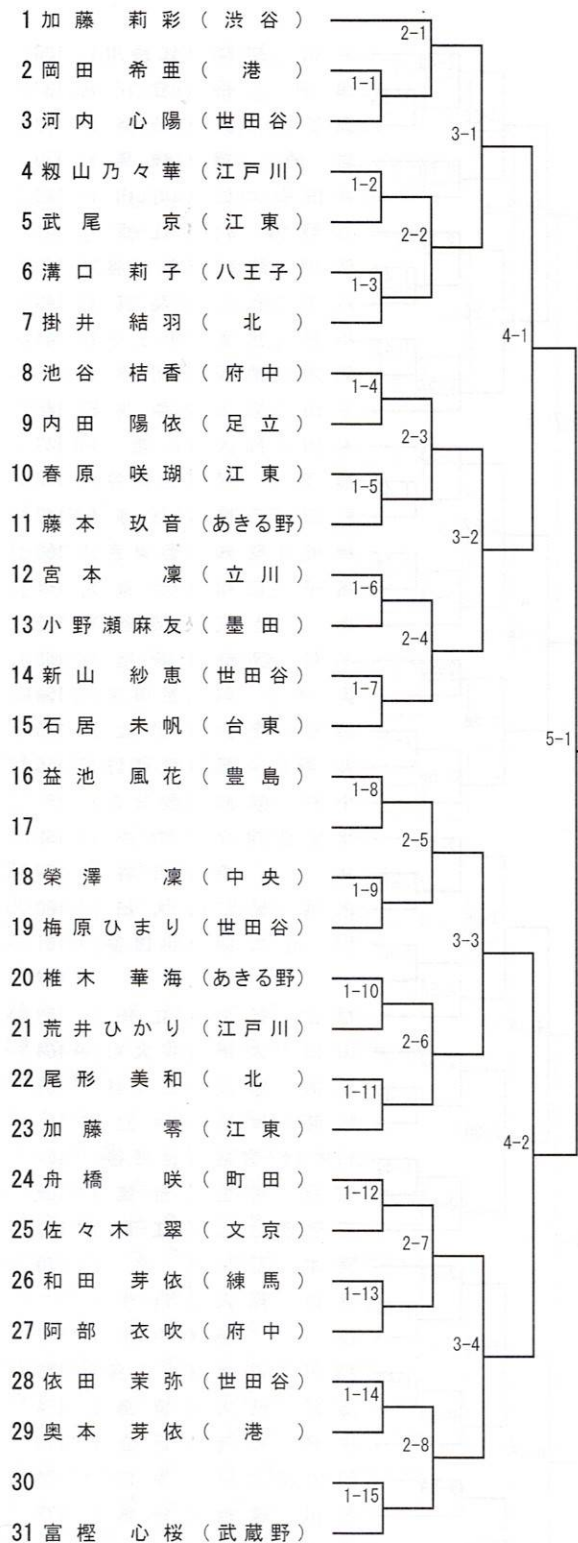 1 加藤 莉彩 (渋谷)
2 岡田 希亜 (港)
3 河内 心陽 (世田谷)
4 籾山乃々華 (江戸川)
5 武尾 京 (江東)
6 溝口 莉子 (八王子)
7 掛井 結羽 (北)
8 池谷 桔香 (府中)
9 内田 陽依 (足立)
10 春原 咲瑚 (江東)
11 藤本 玖音 (あきる野)
12 宮本 凜 (立川)
13 小野瀬麻友 (墨田)
14 新山 紗恵 (世田谷)
15 石居 未帆 (台東)
16 益池 風花 (豊島)
17
18 榮澤 凜 (中央)
19 梅原ひまり (世田谷)
20 椎木 華海 (あきる野)
21 荒井ひかり (江戸川)
22 尾形 美和 (北)
23 加藤 零 (江東)
24 舟橋 咲 (町田)
25 佐々木 翠 (文京)
26 和田 芽依 (練馬)
27 阿部 衣吹 (府中)
28 依田 茉弥 (世田谷)
29 奥本 芽依 (港)
30
31 富樫 心桜 (武蔵野)
1-1
1-2
1-3
1-4
1-5
1-6
1-7
1-8
1-9
1-10
1-11
1-12
1-13
1-14
1-15
2-1
2-2
2-3
2-4
2-5
2-6
2-7
2-8
3-1
3-2
3-3
3-4
4-1
4-2
5-1